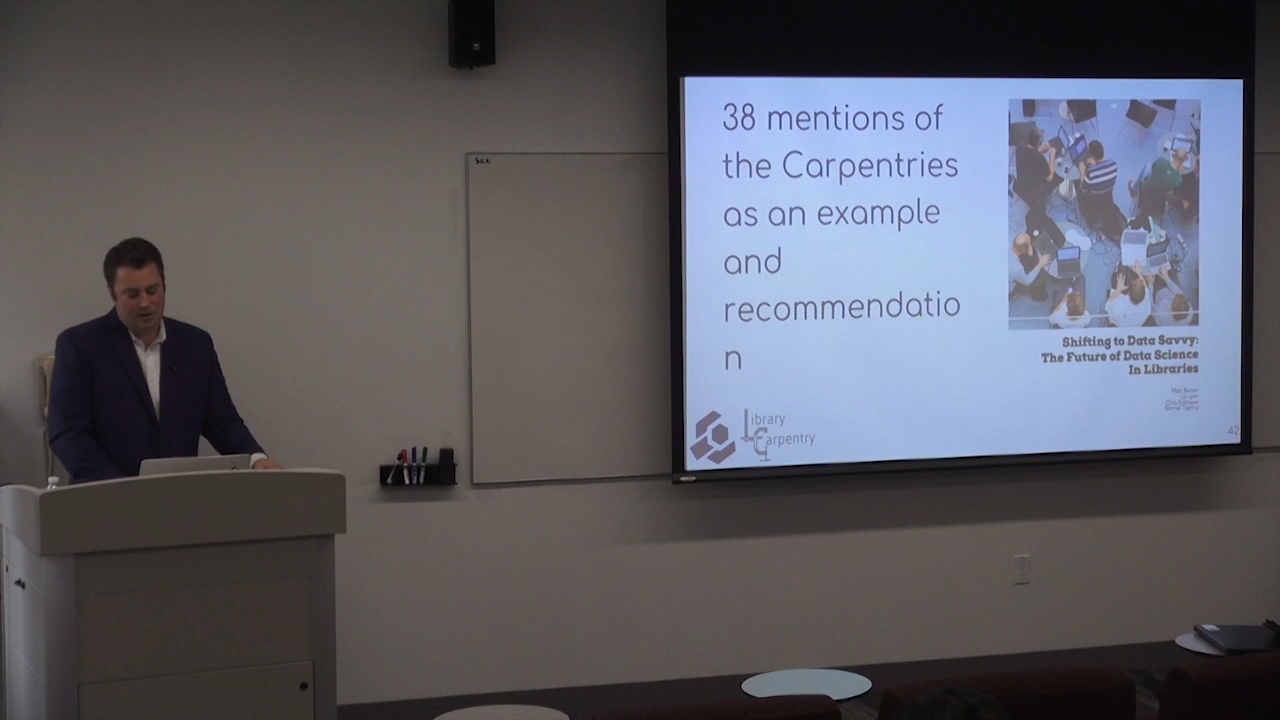 SILK
38 mentions of
the Carpentries
as an example
and
recommendatio
n
Shifting to Data Savvy:
The Future of Data Science
In Libraries
Library
Carpentry
42